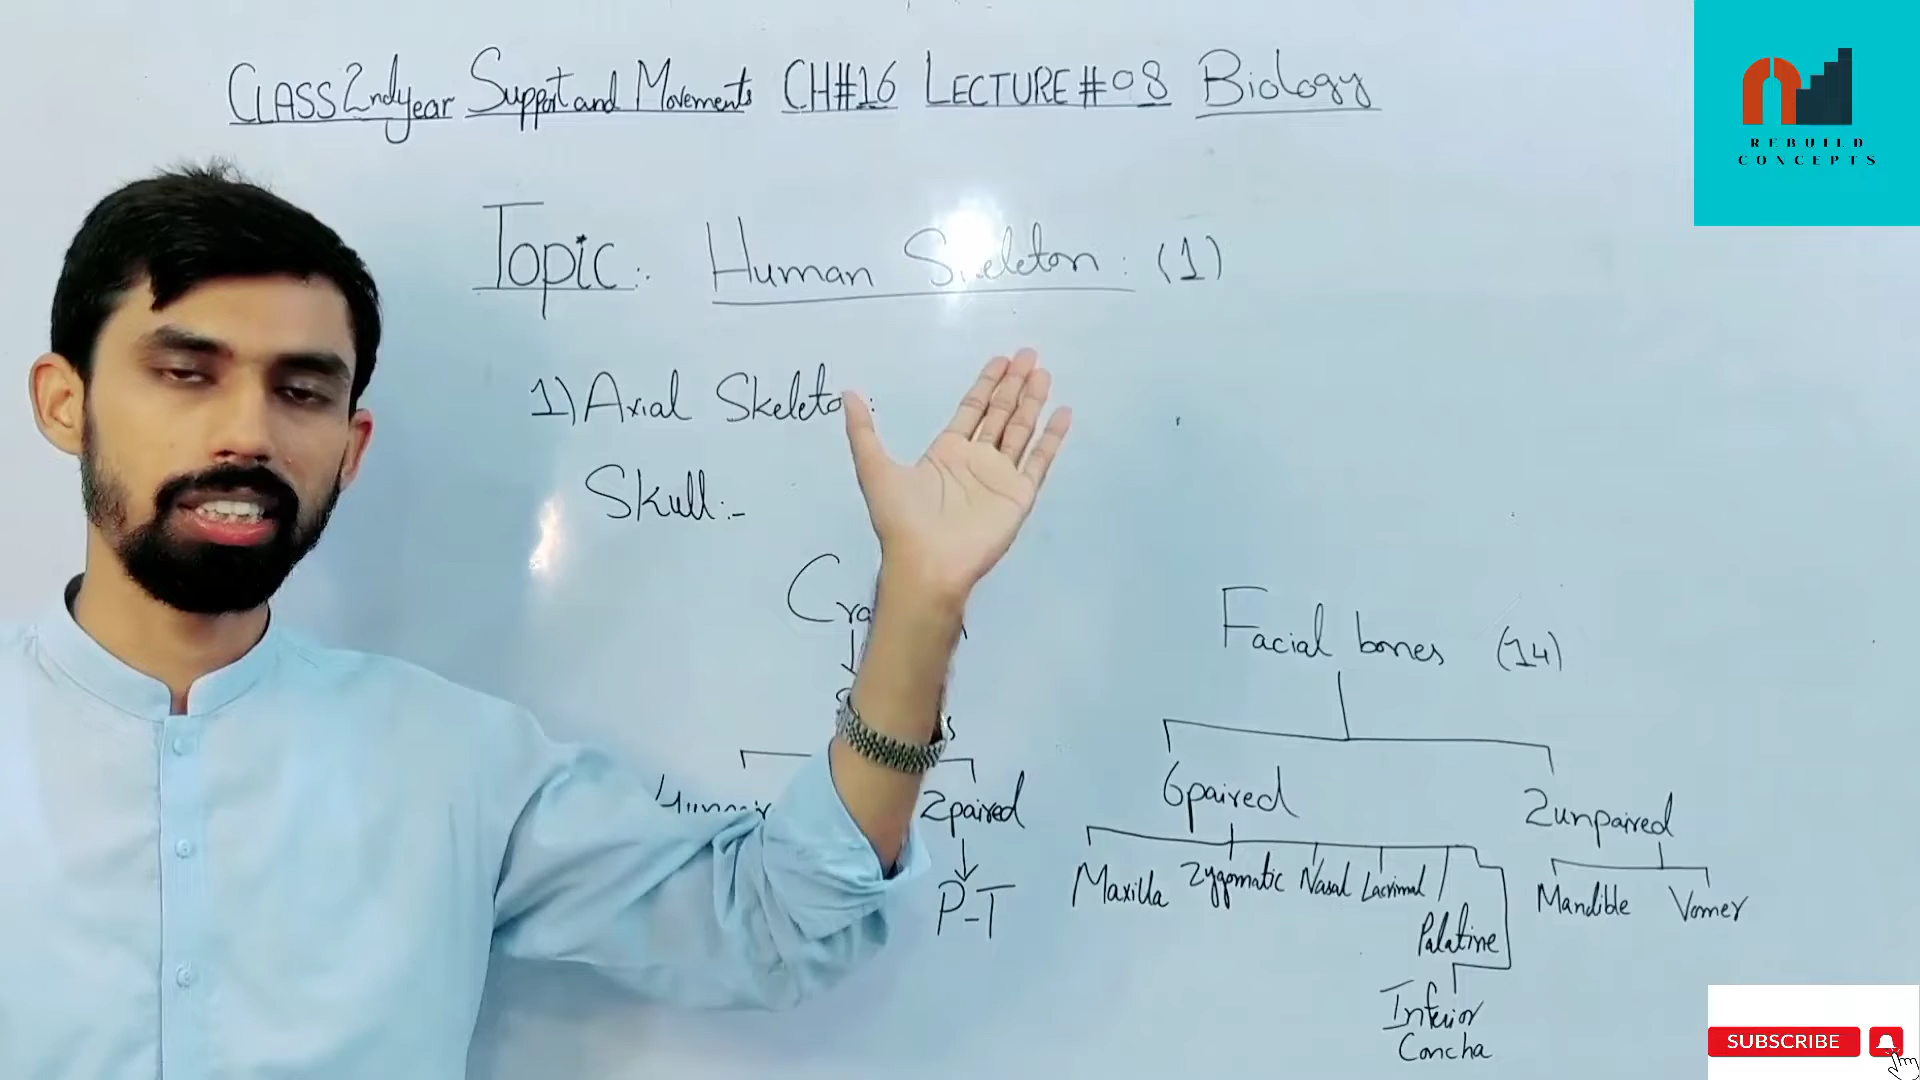 CLASS 2nd year Support and Movements CH#16 LECTURE #08 Biology
REBUILD
CONCEPTS
Topic:. Human Skeleton: (1)
1) Axial Skeleto :
Skull:-
Cra
Facial bones (14)
6paired
2unpaired
2paired
P-T
Maxilla Zygomatic Nasal Lacrimal
Mandible Vomer
Palatine
Inferior
Concha
SUBSCRIBE